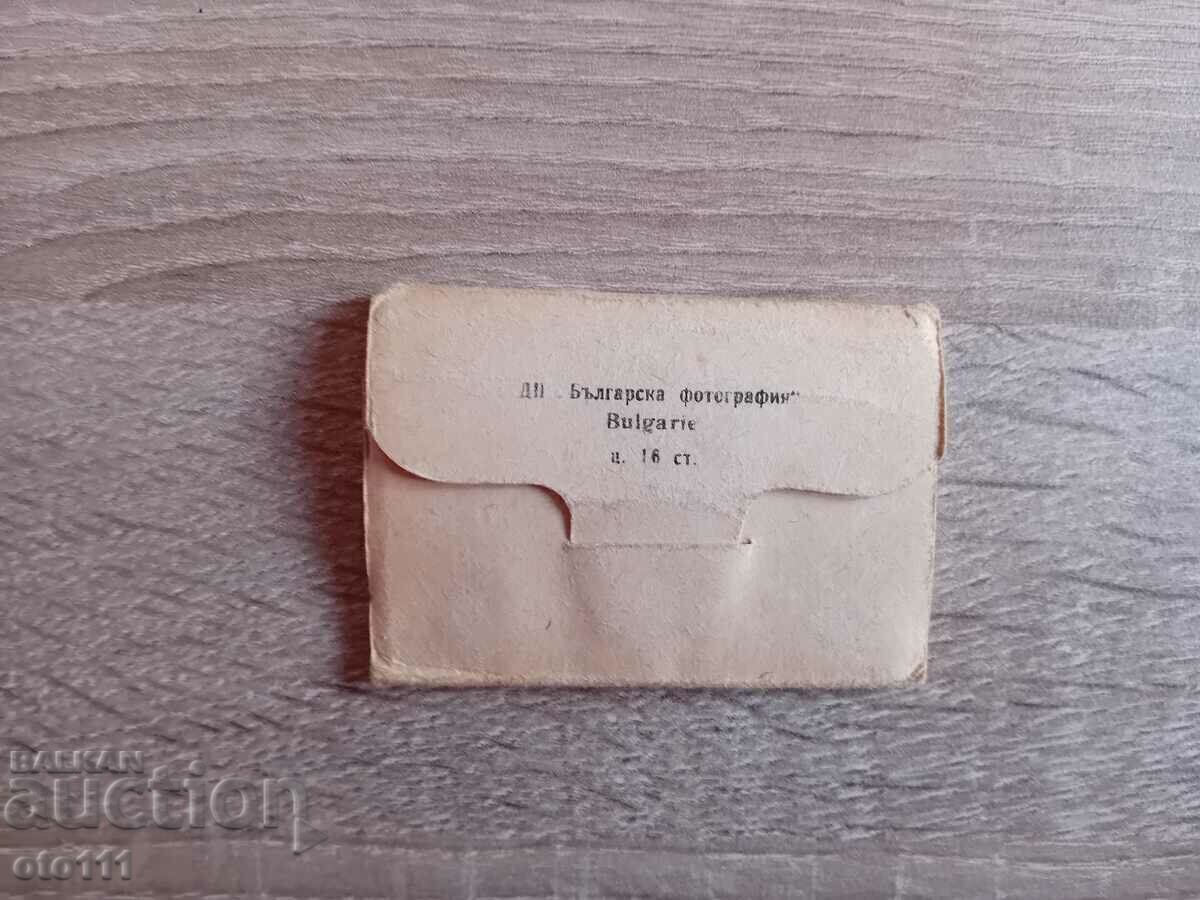 ДП „Българска фотография"
Bulgarie
ц. 16 ст.
BALKAN
auction
oto111